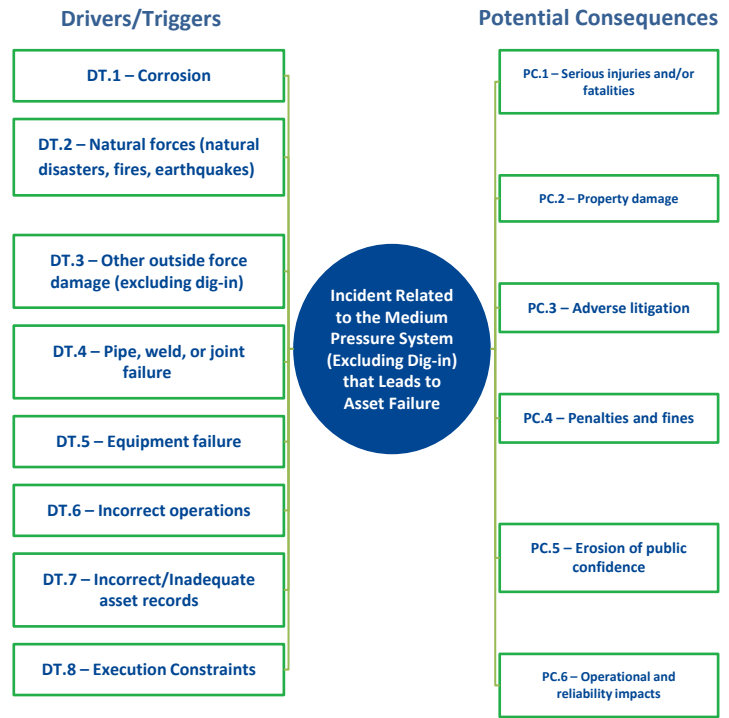 Drivers/Triggers
DT.1 – Corrosion
DT.2 – Natural forces (natural
disasters, fires, earthquakes)
DT.3 – Other outside force
damage (excluding dig-in)
DT.4 – Pipe, weld, or joint
failure
DT.5 – Equipment failure
DT.6 – Incorrect operations
DT.7 – Incorrect/Inadequate
asset records
DT.8 – Execution Constraints
Incident Related
to the Medium
Pressure System
(Excluding Dig-in)
that Leads to
Asset Failure
Potential Consequences
PC.1 – Serious injuries and/or
fatalities
PC.2 – Property damage
PC.3 – Adverse litigation
PC.4 – Penalties and fines
PC.5 – Erosion of public
confidence
PC.6 – Operational and
reliability impacts